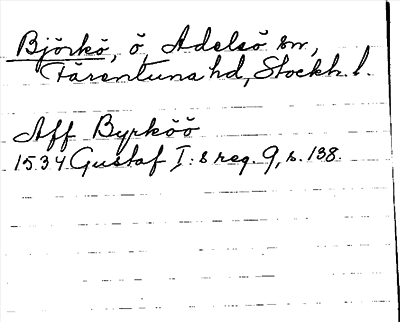 Björkö, ö, Adelsö sn,
Färentuna hd, Stockh. l.
Aff Byrköö
1534 Gustaf I:s reg. 9, s. 138.